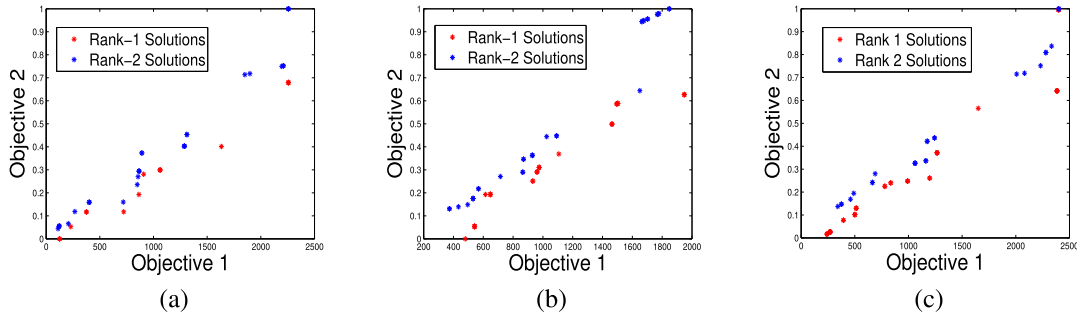 1
0.9
0.8
0.7
0.6
0.5
0.4
0.3
0.2
0.1
0
Objective 2
Rank-1 Solutions
Rank-2 Solutions
0 500 1000 1500 2000 2500
Objective 1
(a)
1
0.9
0.8
0.7
0.6
0.5
0.4
0.3
0.2
0.1
0
Objective 2
Rank-1 Solutions
Rank-2 Solutions
200 400 600 800 1000 1200 1400 1600 1800 2000
Objective 1
(b)
1
0.9
0.8
0.7
0.6
0.5
0.4
0.3
0.2
0.1
0
Objective 2
Rank 1 Solutions
Rank 2 Solutions
0 500 1000 1500 2000 2500
Objective 1
(c)